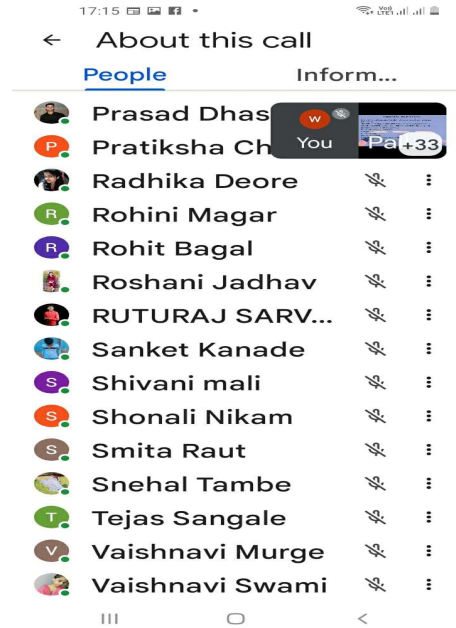 17:15
Vo)) LTE1
About this call
People Inform...
Prasad Dhas
P Pratiksha Ch
W You Pa +33
Radhika Deore
R Rohini Magar
R Rohit Bagal
Roshani Jadhav
RUTURAJ SARV...
Sanket Kanade
S Shivani mali
S Shonali Nikam
S Smita Raut
Snehal Tambe
T Tejas Sangale
V Vaishnavi Murge
Vaishnavi Swami